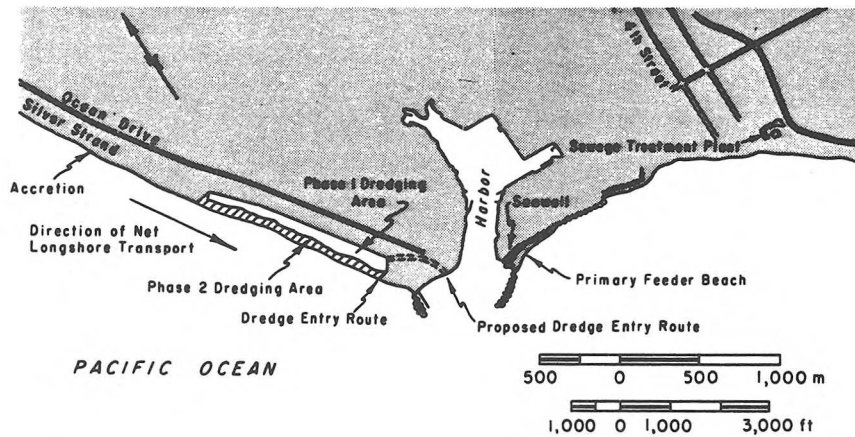 4th Street
Ocean Drive
Silver Strand
Sewage Treatment Plant
Accretion
Phase 1 Dredging
Area
Harbor
Seawall
Direction of Net
Longshore Transport
Phase 2 Dredging Area
Primary Feeder Beach
Dredge Entry Route
Proposed Dredge Entry Route
PACIFIC OCEAN
500 0 500 1,000 m
1,000 0 1,000 3,000 ft